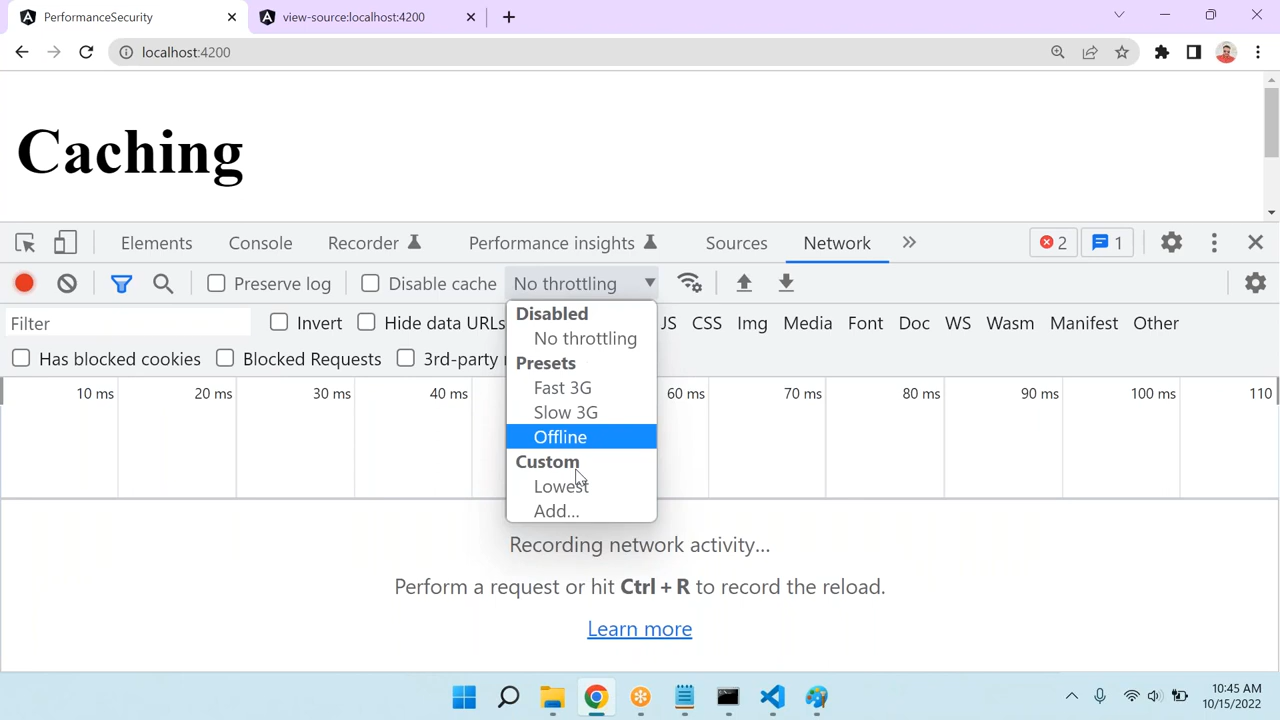 PerformanceSecurity
view-source:localhost:4200
localhost:4200
Caching
Elements Console Recorder Performance insights Sources Network 2 1
Preserve log Disable cache No throttling
Filter Invert Hide data URLs JS CSS Img Media Font Doc WS Wasm Manifest Other
Has blocked cookies Blocked Requests 3rd-party
Disabled
No throttling
Presets
Fast 3G
Slow 3G
Offline
Custom
Lowest
Add...
10 ms 20 ms 30 ms 40 ms 60 ms 70 ms 80 ms 90 ms 100 ms 110
Recording network activity...
Perform a request or hit Ctrl + R to record the reload.
Learn more
10:45 AM
10/15/2022